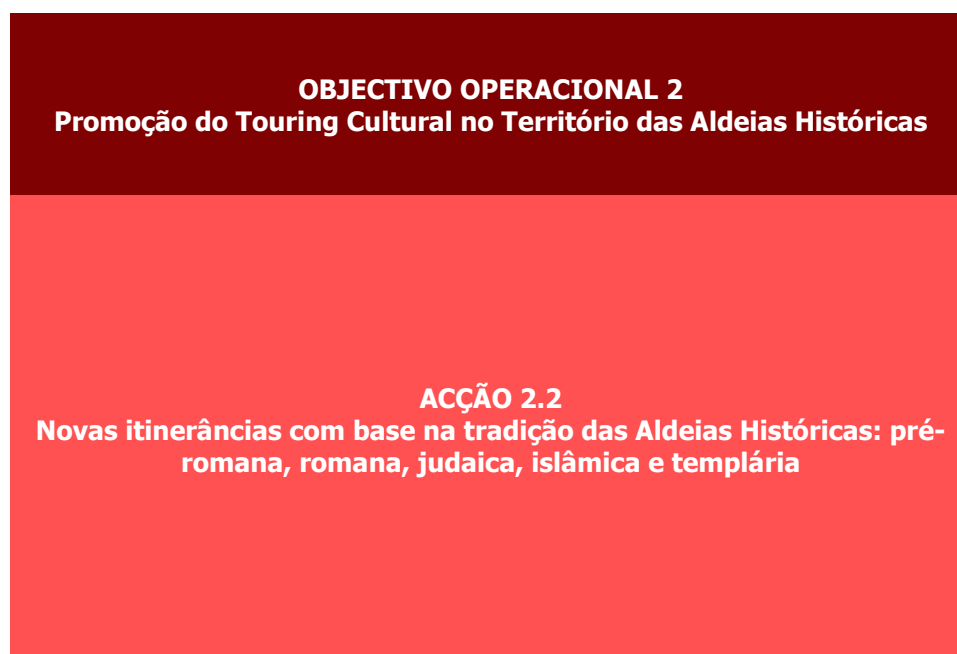 OBJECTIVO OPERACIONAL 2
Promoção do Touring Cultural no Território das Aldeias Históricas
ACÇÃO 2.2
Novas itinerâncias com base na tradição das Aldeias Históricas: pré-
romana, romana, judaica, islâmica e templária